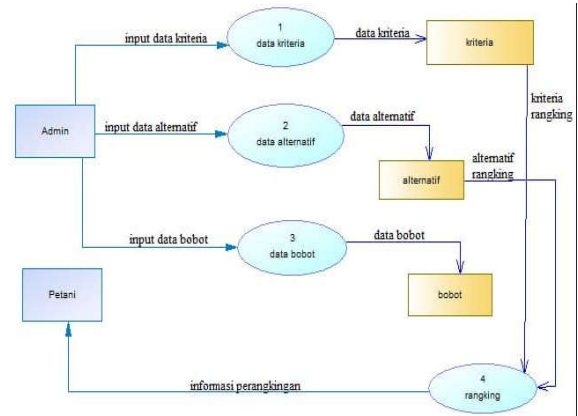 1
data kriteria
input data kriteria
data kriteria
kriteria
kriteria
rangking
Admin
input data alternatif
2
data alternatif
data alternatif
alternatif
alternatif
rangking
input data bobot
3
data bobot
data bobot
bobot
Petani
informasi perangkingan
4
rangking